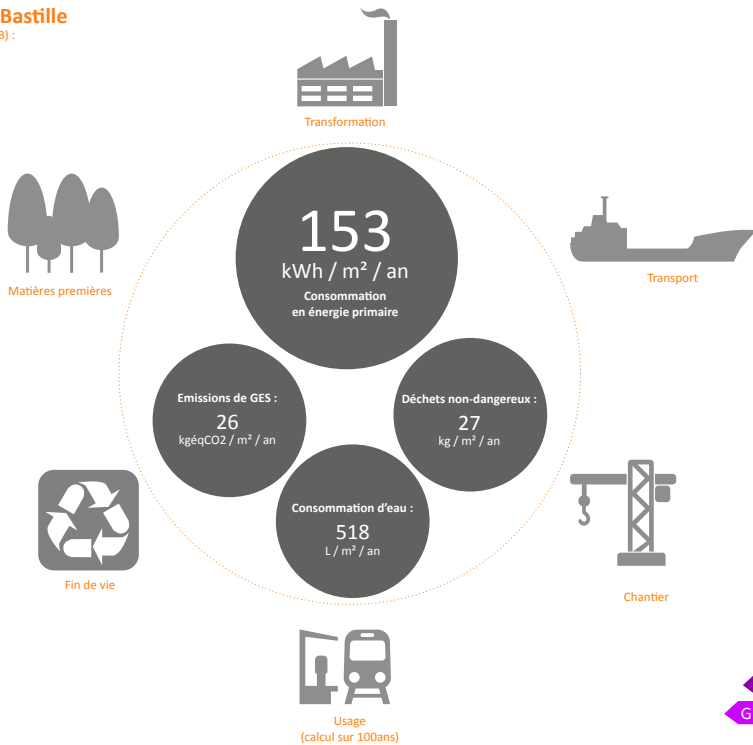 Bastille
B) :
Transformation
153
kWh / m² / an
Consommation
en énergie primaire
Matières premières
Transport
Emissions de GES :
26
kgéqCO2 / m² / an
Déchets non-dangereux :
27
kg / m² / an
Consommation d'eau :
518
L / m² / an
Fin de vie
Chantier
Usage
(calcul sur 100ans)
G